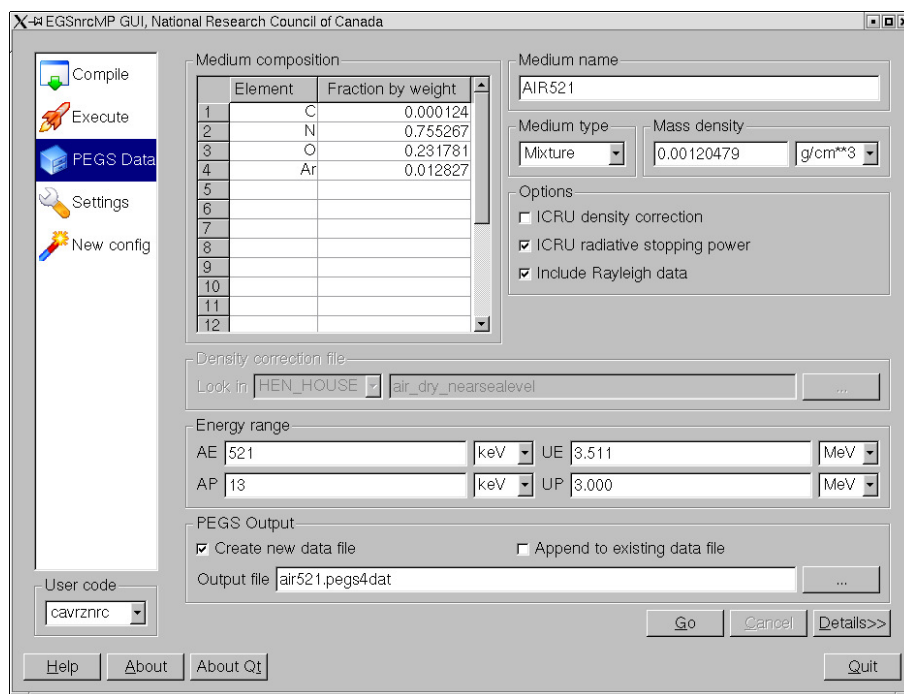 EGSnrcMP GUI, National Research Council of Canada
Compile
Execute
PEGS Data
Settings
New config
User code
cavrznrc
Medium composition
Element Fraction by weight
1 C 0.000124
2 N 0.755267
3 O 0.231781
4 Ar 0.012827
5
6
7
8
9
10
11
12
Medium name
AIR521
Medium type
Mixture
Mass density
0.00120479 g/cm**3
Options
ICRU density correction
ICRU radiative stopping power
Include Rayleigh data
Density correction file
Look in HEN_HOUSE air_dry_nearsealevel ...
Energy range
AE 521 keV UE 3.511 MeV
AP 13 keV UP 3.000 MeV
PEGS Output
Create new data file Append to existing data file
Output file air521.pegs4dat ...
Go Cancel Details>>
Help About About Qt Quit